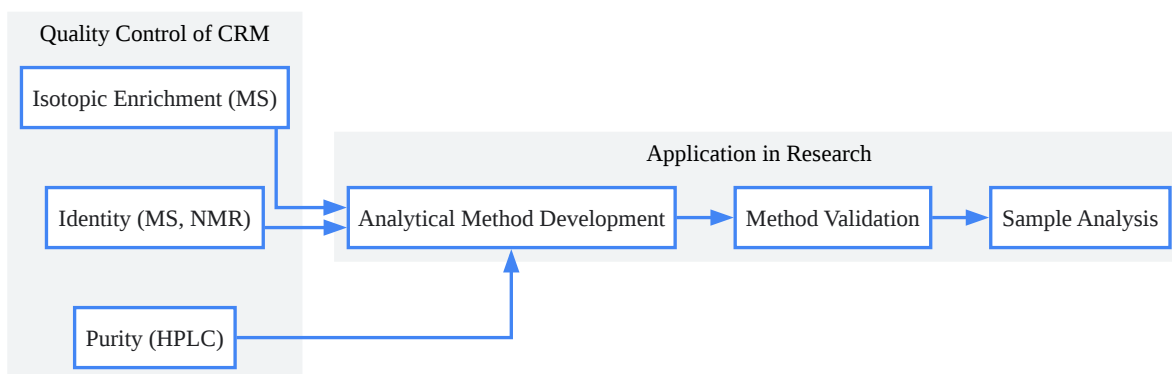 Quality Control of CRM
Isotopic Enrichment (MS)
Identity (MS, NMR)
Purity (HPLC)
Application in Research
Analytical Method Development
Method Validation
Sample Analysis